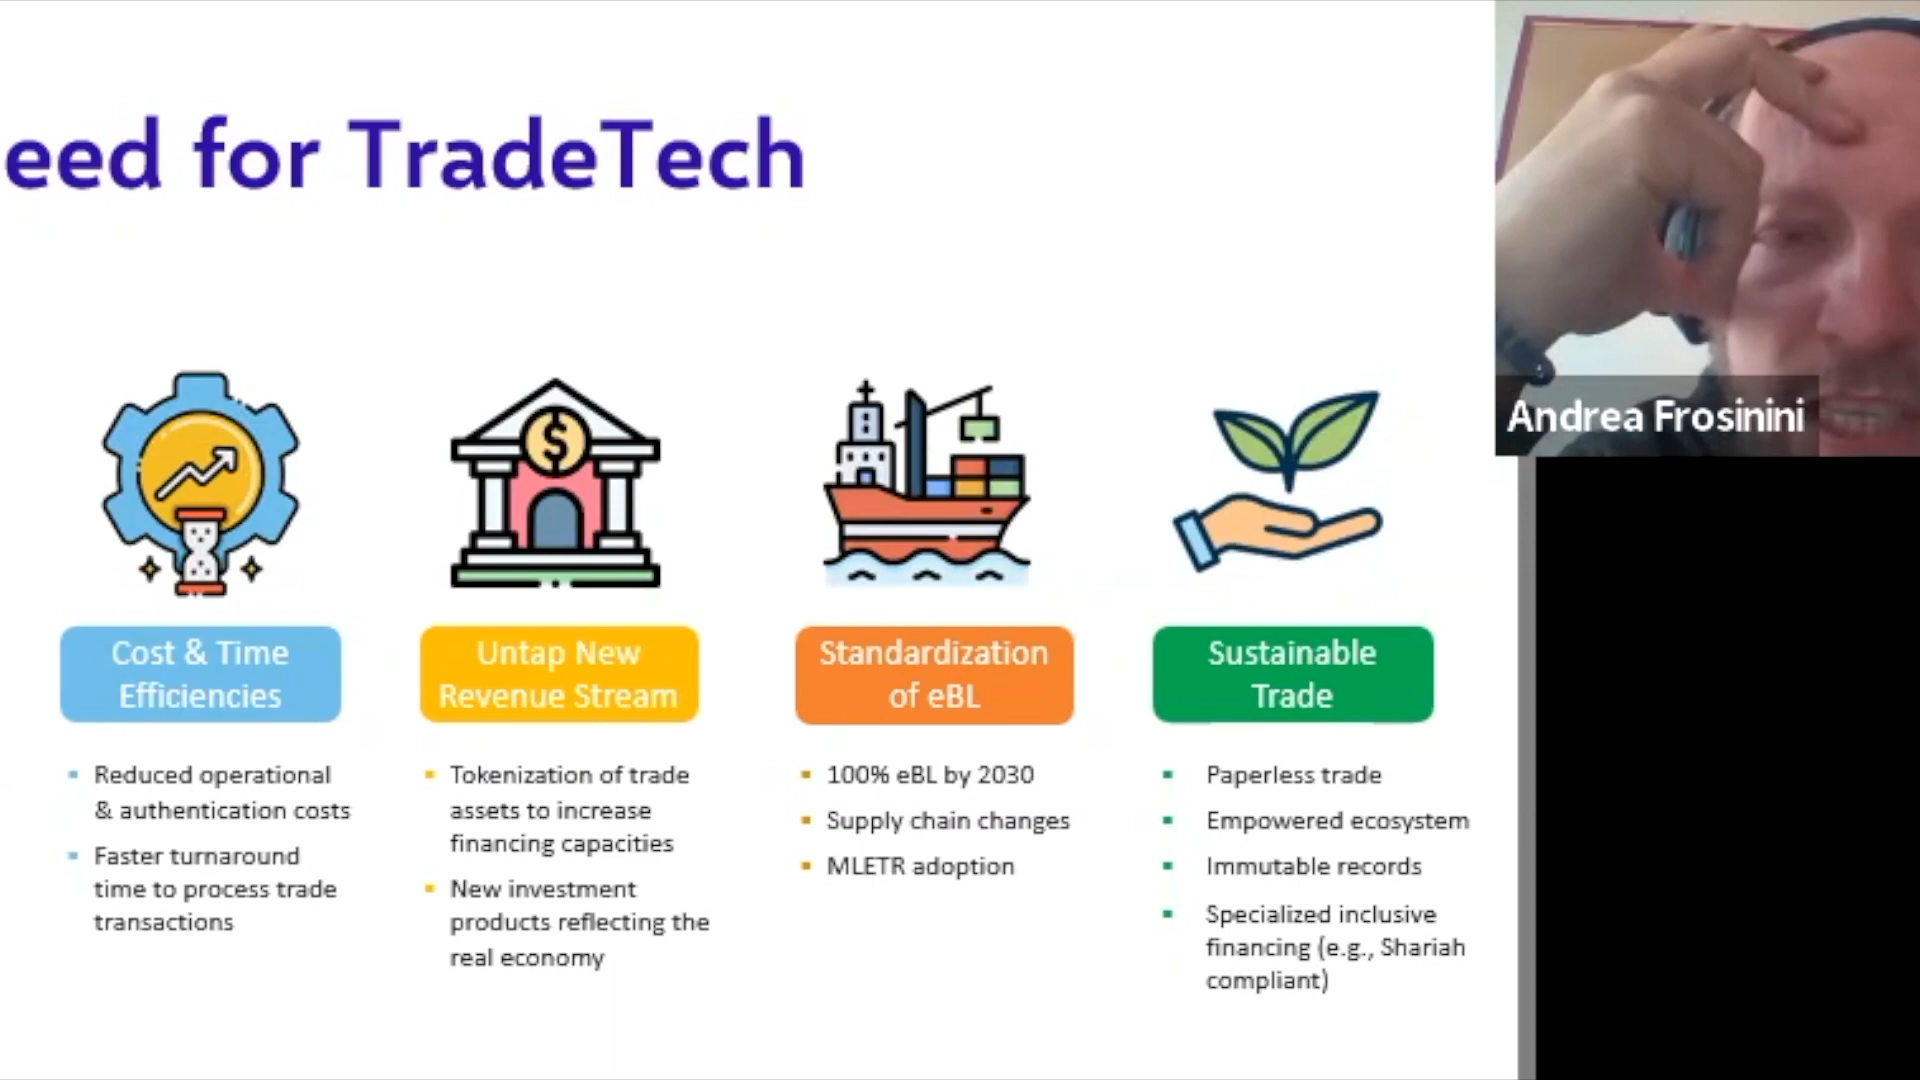 eed for TradeTech
Andrea Frosinini
$
Cost & Time
Efficiencies
Untap New
Revenue Stream
Standardization
of eBL
Sustainable
Trade
Reduced operational
& authentication costs
Faster turnaround
time to process trade
transactions
Tokenization of trade
assets to increase
financing capacities
New investment
products reflecting the
real economy
100% eBL by 2030
Supply chain changes
MLETR adoption
Paperless trade
Empowered ecosystem
Immutable records
Specialized inclusive
financing (e.g., Shariah
compliant)